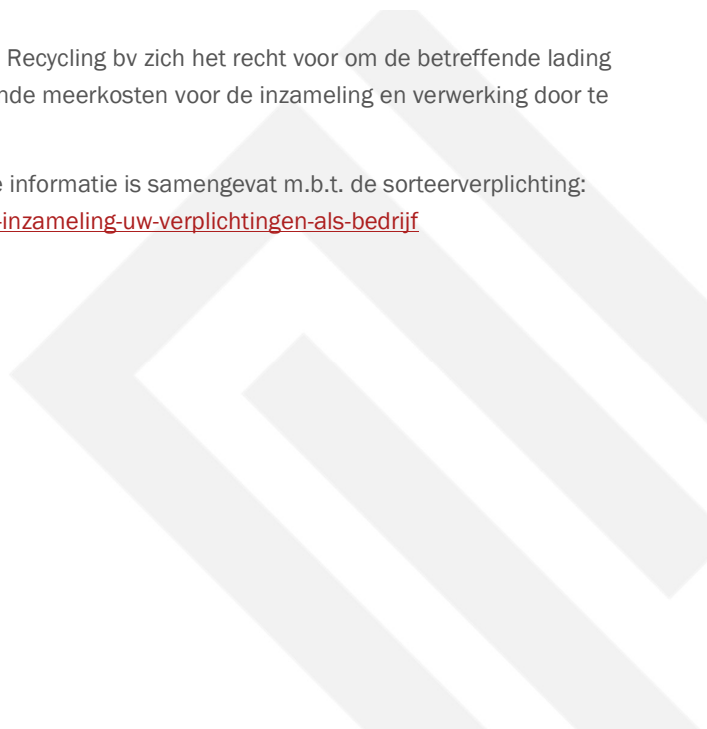 Recycling bv zich het recht voor om de betreffende lading
nde meerkosten voor de inzameling en verwerking door te
e informatie is samengevat m.b.t. de sorteerverplichting:
-inzameling-uw-verplichtingen-als-bedrijf